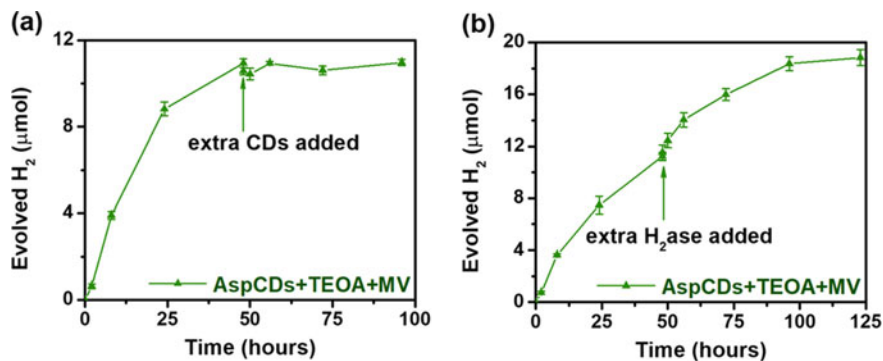 (a)
Evolved H₂ (μmol)
11
8
4
0
extra CDs added
AspCDs+TEOA+MV
0 25 50 75 100
Time (hours)
(b)
Evolved H₂ (μmol)
20
16
12
8
4
0
extra H₂ase added
AspCDs+TEOA+MV
0 25 50 75 100 125
Time (hours)